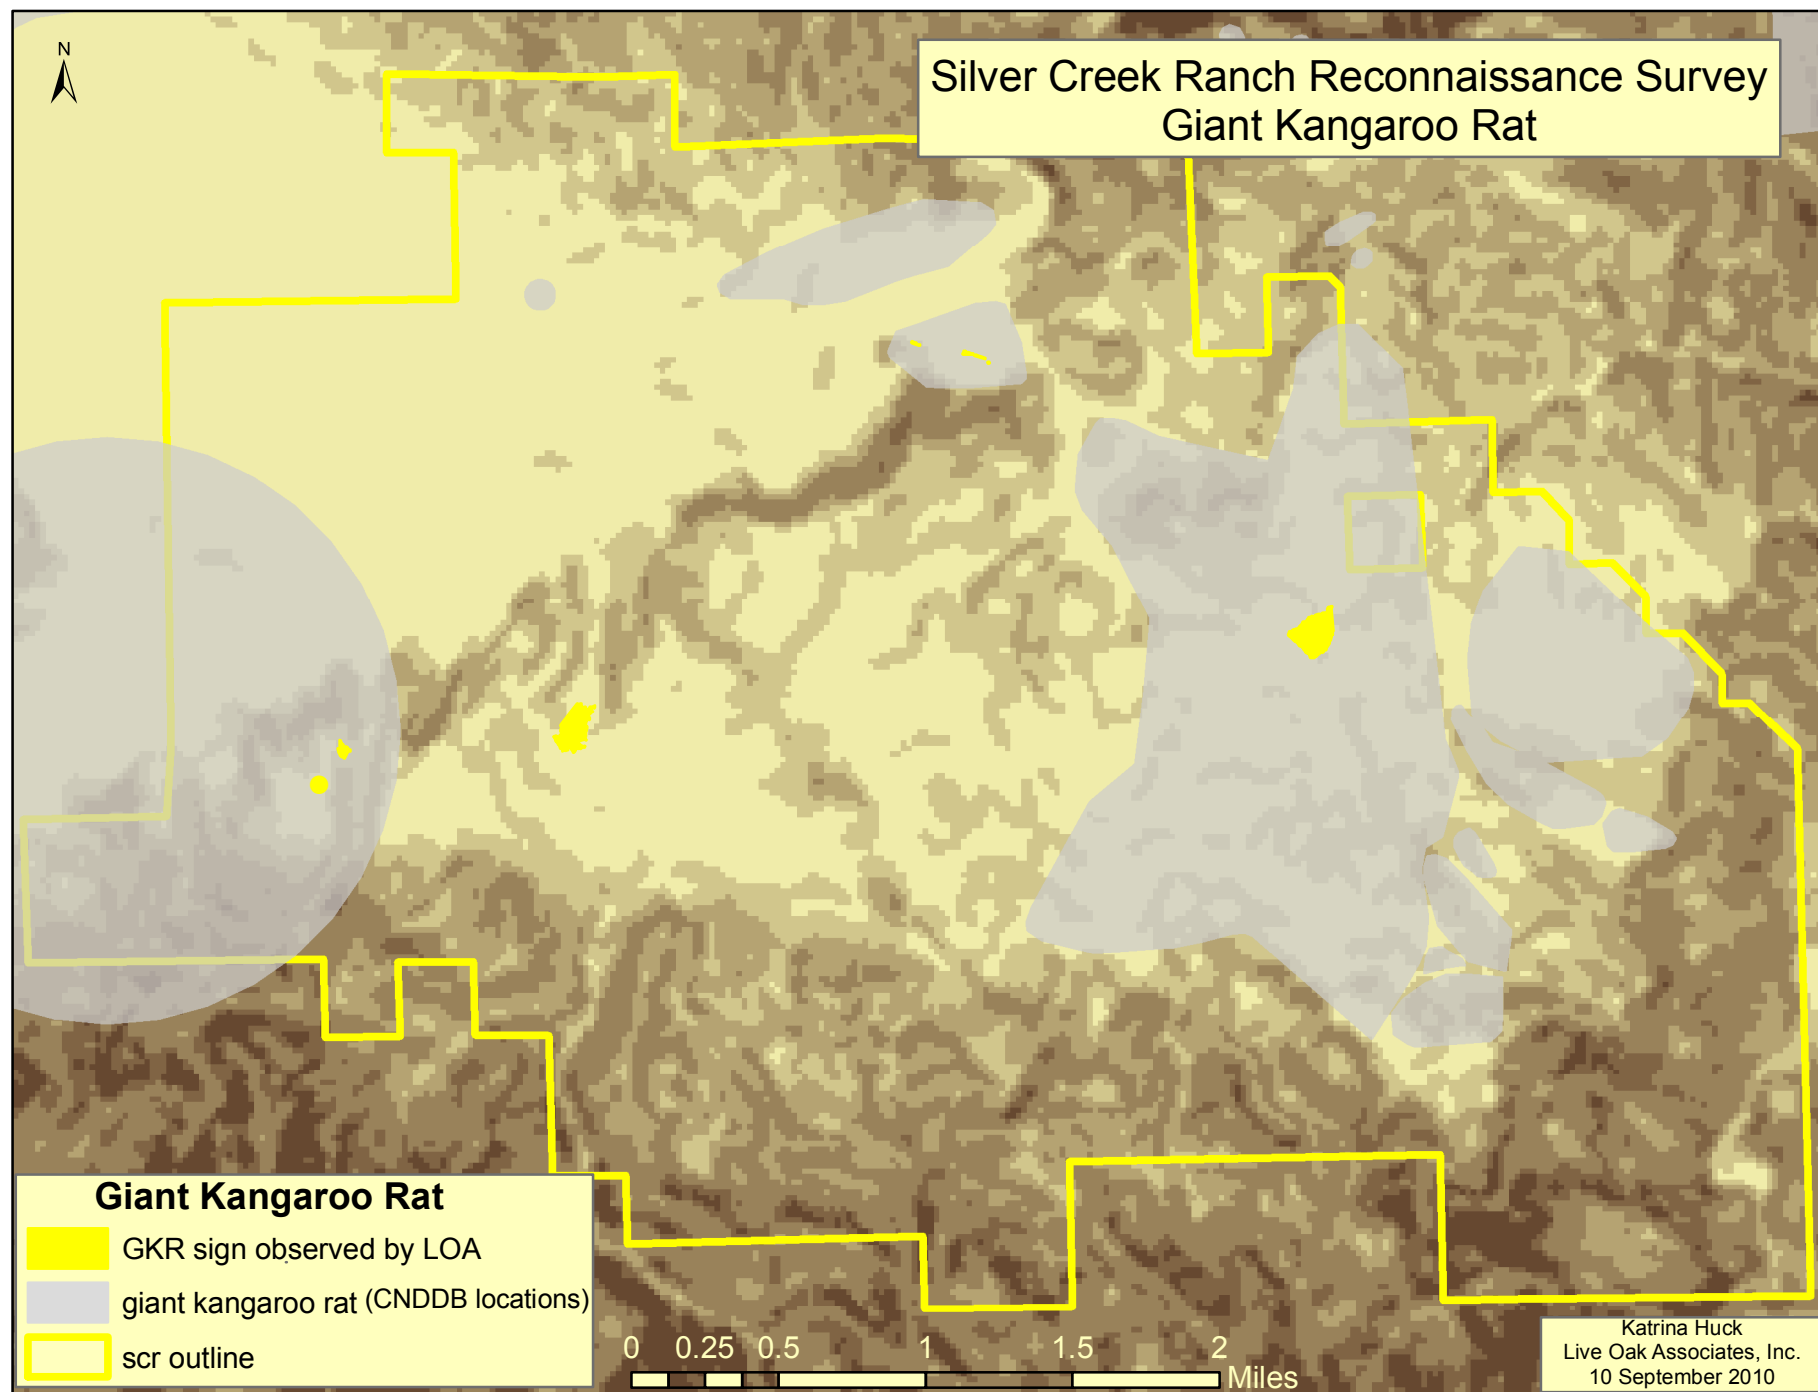 N
Silver Creek Ranch Reconnaissance Survey
Giant Kangaroo Rat
Giant Kangaroo Rat
GKR sign observed by LOA
giant kangaroo rat (CNDDB locations)
scr outline
0 0.25 0.5 1 1.5 2
Miles
Katrina Huck
Live Oak Associates, Inc.
10 September 2010